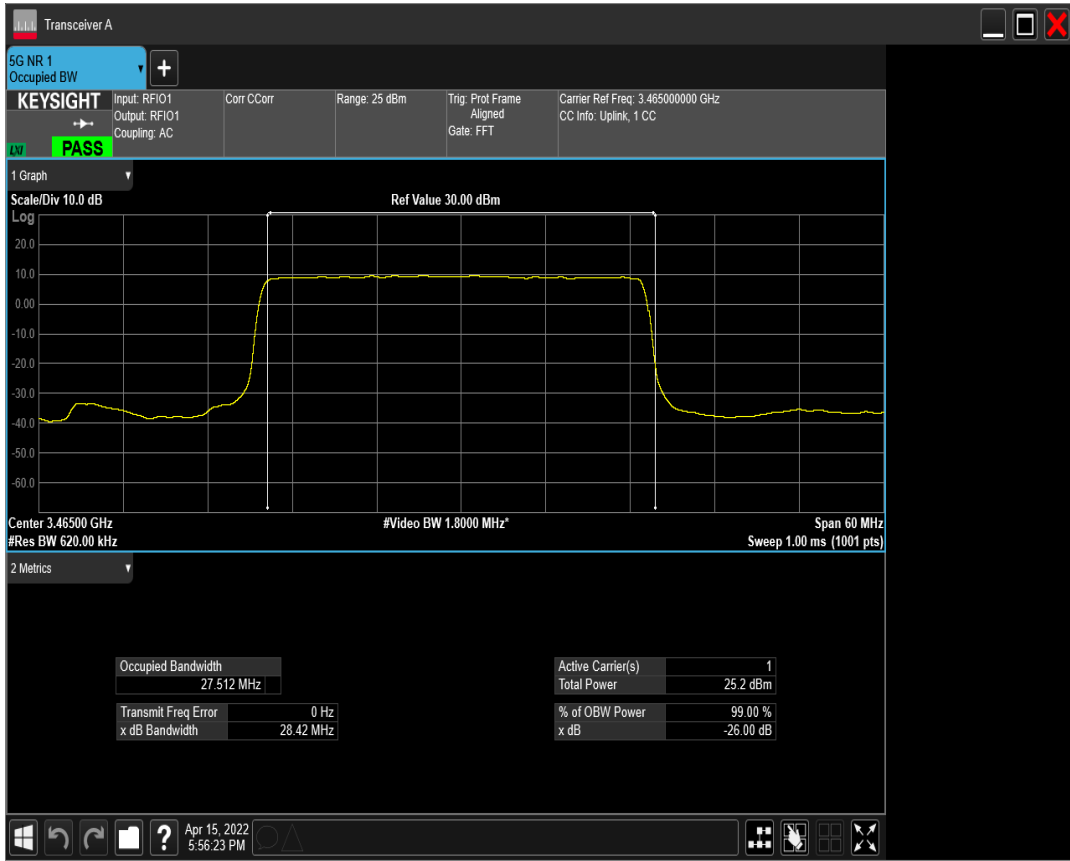 Transceiver A
5G NR 1
Occupied BW
+
KEYSIGHT
LXI
PASS
Input: RFIO1
Output: RFIO1
Coupling: AC
Corr CCorr
Range: 25 dBm
Trig: Prot Frame
Aligned
Gate: FFT
Carrier Ref Freq: 3.465000000 GHz
CC Info: Uplink, 1 CC
1 Graph
Scale/Div 10.0 dB
Ref Value 30.00 dBm
Log
20.0
10.0
0.00
-10.0
-20.0
-30.0
-40.0
-50.0
-60.0
Center 3.46500 GHz
#Video BW 1.8000 MHz*
Span 60 MHz
#Res BW 620.00 kHz
Sweep 1.00 ms (1001 pts)
2 Metrics
Occupied Bandwidth
27.512 MHz
Transmit Freq Error 0 Hz
x dB Bandwidth 28.42 MHz
Active Carrier(s) 1
Total Power 25.2 dBm
% of OBW Power 99.00 %
x dB -26.00 dB
?
Apr 15, 2022
5:56:23 PM